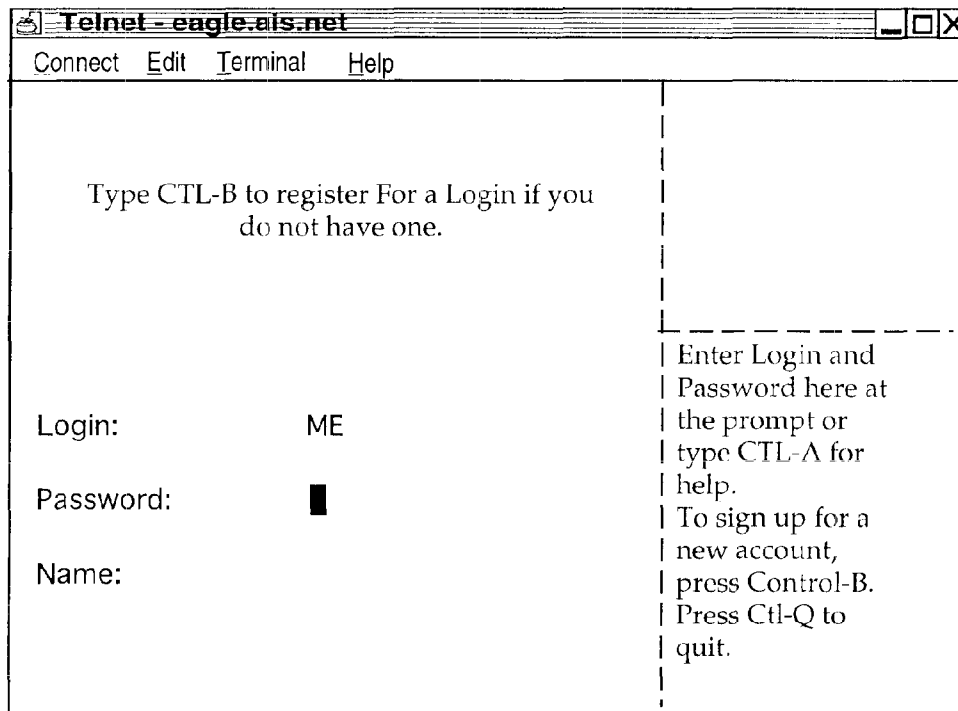 Telnet - eagle.ais.net
Connect Edit Terminal Help
Type CTL-B to register For a Login if you
do not have one.
Login: ME
Password:
Name:
Enter Login and
Password here at
the prompt or
type CTL-A for
help.
To sign up for a
new account,
press Control-B.
Press Ctl-Q to
quit.